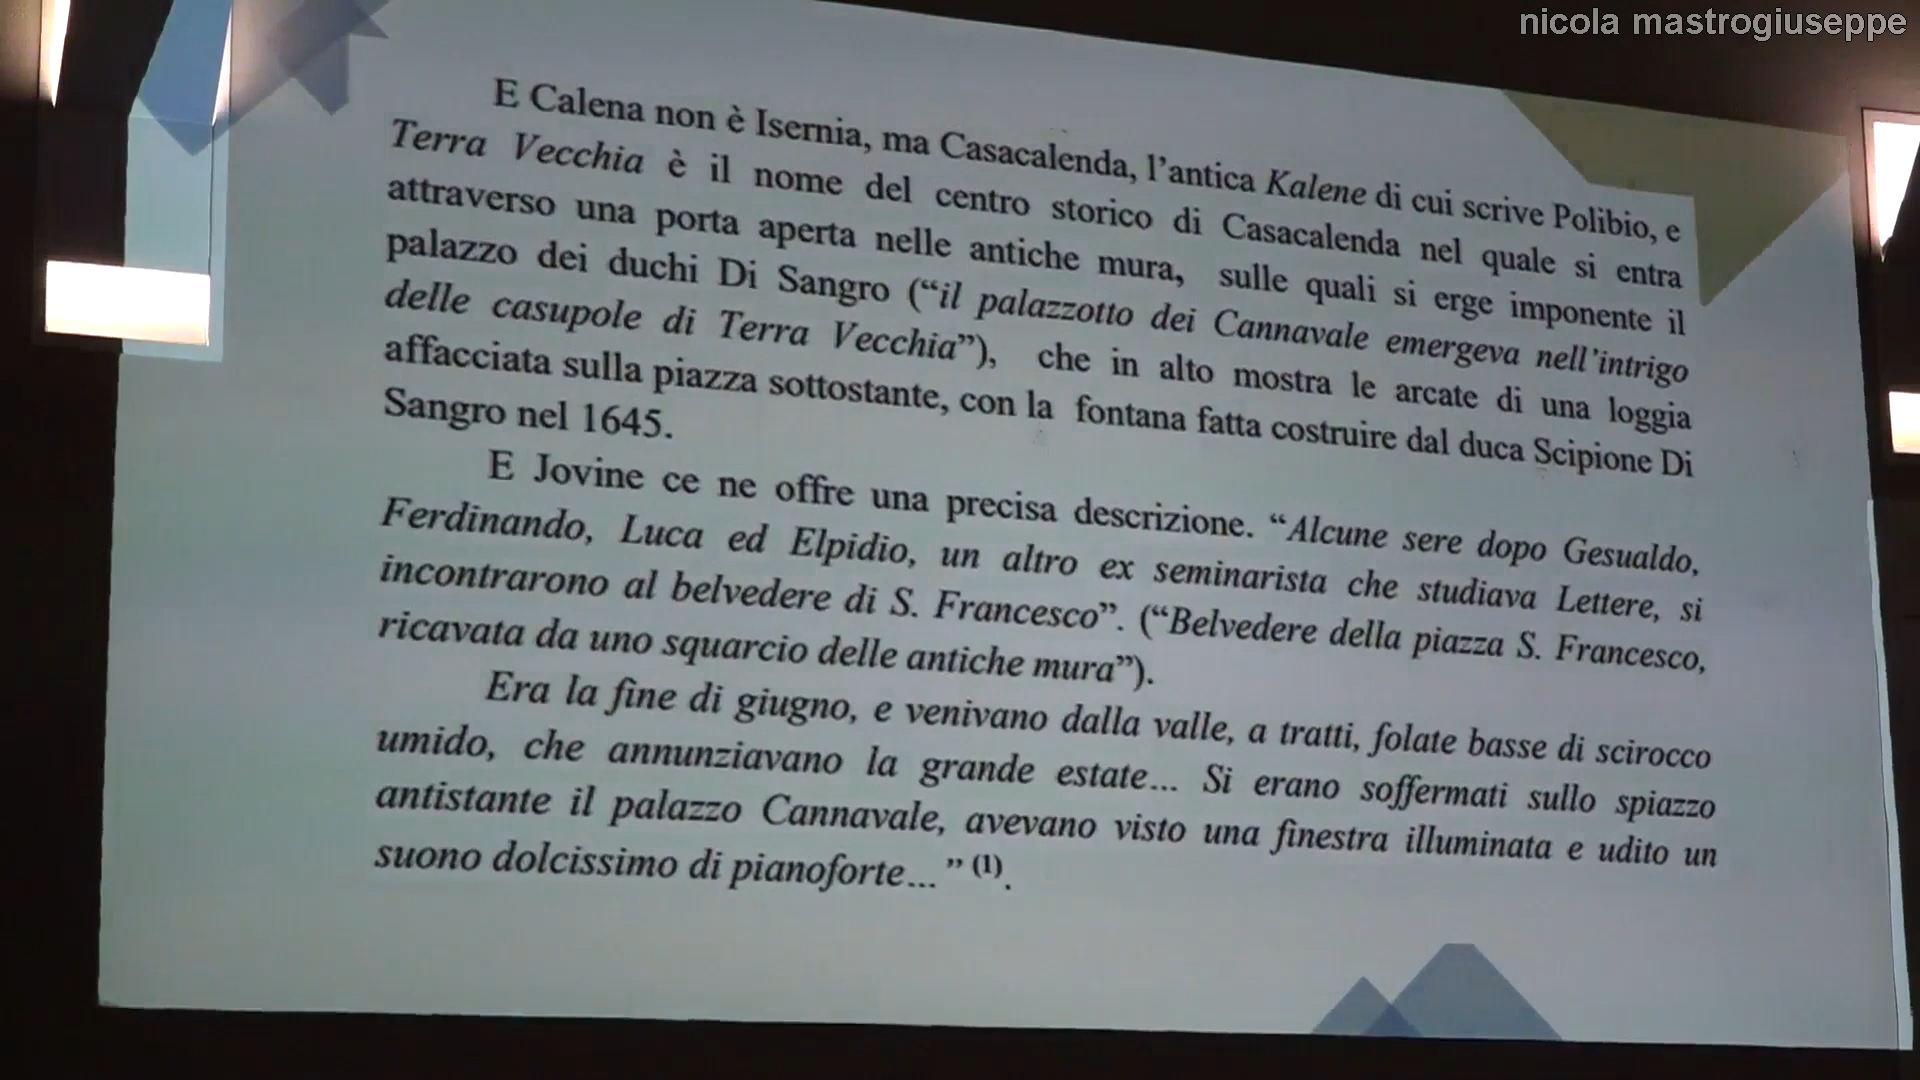 nicola mastrogiuseppe
E Calena non è Isernia, ma Casacalenda, l'antica Kalene di cui scrive Polibio, e
Terra Vecchia è il nome del centro storico di Casacalenda nel quale si entra
attraverso una porta aperta nelle antiche mura, sulle quali si erge imponente il
palazzo dei duchi Di Sangro (“il palazzotto dei Cannavale emergeva nell'intrigo
delle casupole di Terra Vecchia”), che in alto mostra le arcate di una loggia
affacciata sulla piazza sottostante, con la fontana fatta costruire dal duca Scipione Di
Sangro nel 1645.
E Jovine ce ne offre una precisa descrizione. “Alcune sere dopo Gesualdo,
Ferdinando, Luca ed Elpidio, un altro ex seminarista che studiava Lettere, si
incontrarono al belvedere di S. Francesco”. (“Belvedere della piazza S. Francesco,
ricavata da uno squarcio delle antiche mura”).
Era la fine di giugno, e venivano dalla valle, a tratti, folate basse di scirocco
umido, che annunziavano la grande estate... Si erano soffermati sullo spiazzo
antistante il palazzo Cannavale, avevano visto una finestra illuminata e udito un
suono dolcissimo di pianoforte... ” (1).